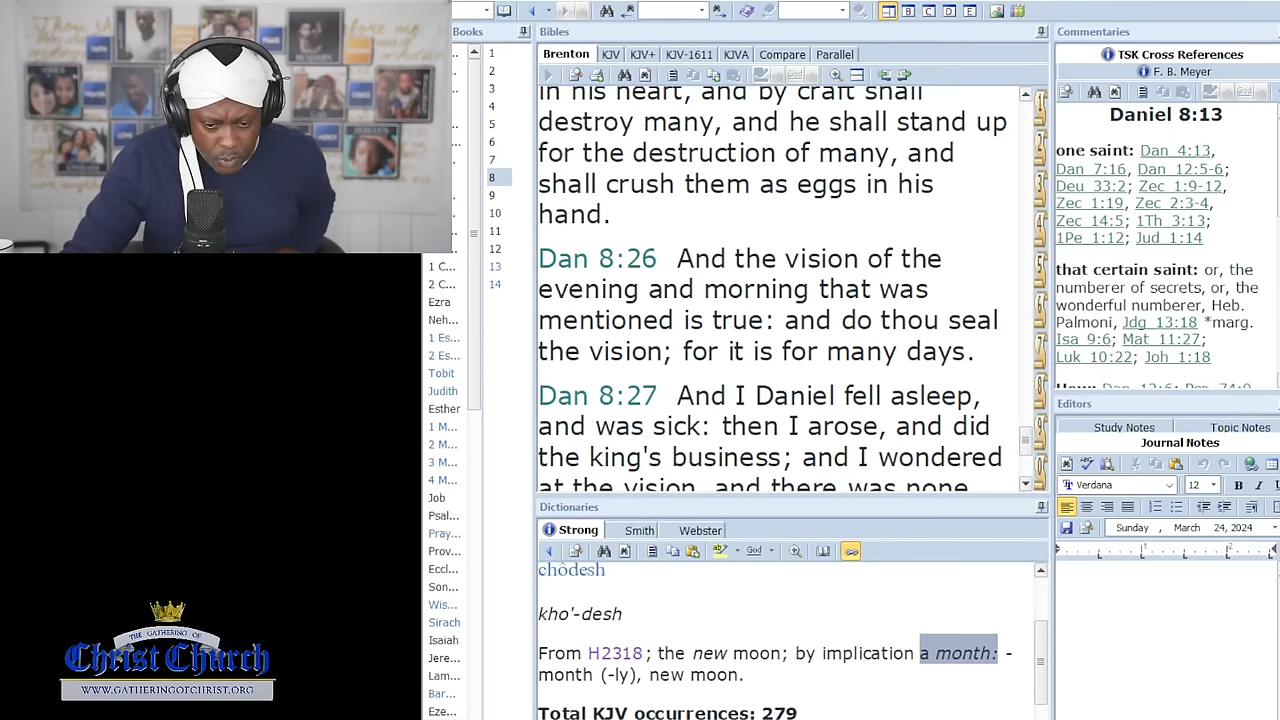 Books
1
2
3
4
5
6
7
8
9
10
11
12
13
14
1 C...
2 C...
Ezra
Neh...
1 Es...
2 Es...
Tobit
Judith
Esther
1 M...
2 M...
3 M...
4 M...
Job
Psal...
Pray...
Prov...
Eccl...
Son...
Wis...
Sirach
Isaiah
Jere...
Lam...
Bar...
Eze...
THE GATHERING OF
Christ Church
WWW.GATHERINGOFCHRIST.ORG
B C D E
Bibles
Brenton KJV KJV+ KJV-1611 KJVA Compare Parallel
in his heart, and by craft shall
destroy many, and he shall stand up
for the destruction of many, and
shall crush them as eggs in his
hand.
Dan 8:26 And the vision of the
evening and morning that was
mentioned is true: and do thou seal
the vision; for it is for many days.
Dan 8:27 And I Daniel fell asleep,
and was sick: then I arose, and did
the king's business; and I wondered
at the vision, and there was none
Dictionaries
Strong Smith Webster
chôdesh
kho'-desh
From H2318; the new moon; by implication a month: -
month (-ly), new moon.
Total KJV occurrences: 279
Commentaries
TSK Cross References
F. B. Meyer
Daniel 8:13
one saint: Dan 4:13,
Dan 7:16, Dan 12:5-6;
Deu 33:2; Zec 1:9-12,
Zec 1:19, Zec 2:3-4,
Zec 14:5; 1Th 3:13;
1Pe 1:12; Jud 1:14
that certain saint: or, the
numberer of secrets, or, the
wonderful numberer, Heb.
Palmoni, Jdg 13:18 *marg.
Isa 9:6; Mat 11:27;
Luk 10:22; Joh 1:18
Editors
Study Notes Topic Notes
Journal Notes
Verdana 12 B I U
Sunday , March 24, 2024